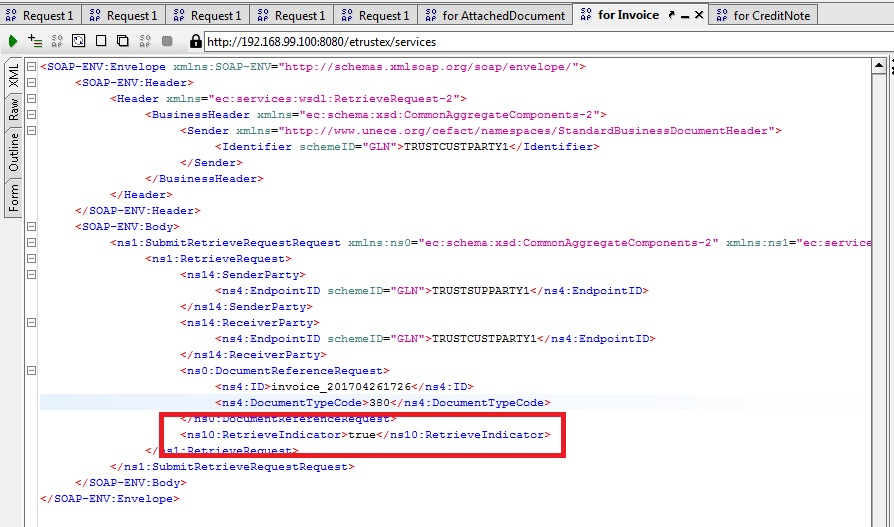 Request 1
Request 1
Request 1
Request 1
Request 1
for AttachedDocument
for Invoice
for CreditNote
http://192.168.99.100:8080/etrustex/services
XML
Raw
Outline
Form
<SOAP-ENV:Envelope xmlns:SOAP-ENV="http://schemas.xmlsoap.org/soap/envelope/">
<SOAP-ENV:Header>
<Header xmlns="ec:services:wsdl:RetrieveRequest-2">
<BusinessHeader xmlns="ec:schema:xsd:CommonAggregateComponents-2">
<Sender xmlns="http://www.unece.org/cefact/namespaces/StandardBusinessDocumentHeader">
<Identifier schemeID="GLN">TRUSTCUSTPARTY1</Identifier>
</Sender>
</BusinessHeader>
</Header>
</SOAP-ENV:Header>
<SOAP-ENV:Body>
<ns1:SubmitRetrieveRequestRequest xmlns:ns0="ec:schema:xsd:CommonAggregateComponents-2" xmlns:ns1="ec:service
<ns1:RetrieveRequest>
<ns14:SenderParty>
<ns4:EndpointID schemeID="GLN">TRUSTSUPPARTY1</ns4:EndpointID>
</ns14:SenderParty>
<ns14:ReceiverParty>
<ns4:EndpointID schemeID="GLN">TRUSTCUSTPARTY1</ns4:EndpointID>
</ns14:ReceiverParty>
<ns0:DocumentReferenceRequest>
<ns4:ID>invoice_201704261726</ns4:ID>
<ns4:DocumentTypeCode>380</ns4:DocumentTypeCode>
</ns0:DocumentReferenceRequest>
<ns10:RetrieveIndicator>true</ns10:RetrieveIndicator>
</ns1:RetrieveRequest>
</ns1:SubmitRetrieveRequestRequest>
</SOAP-ENV:Body>
</SOAP-ENV:Envelope>